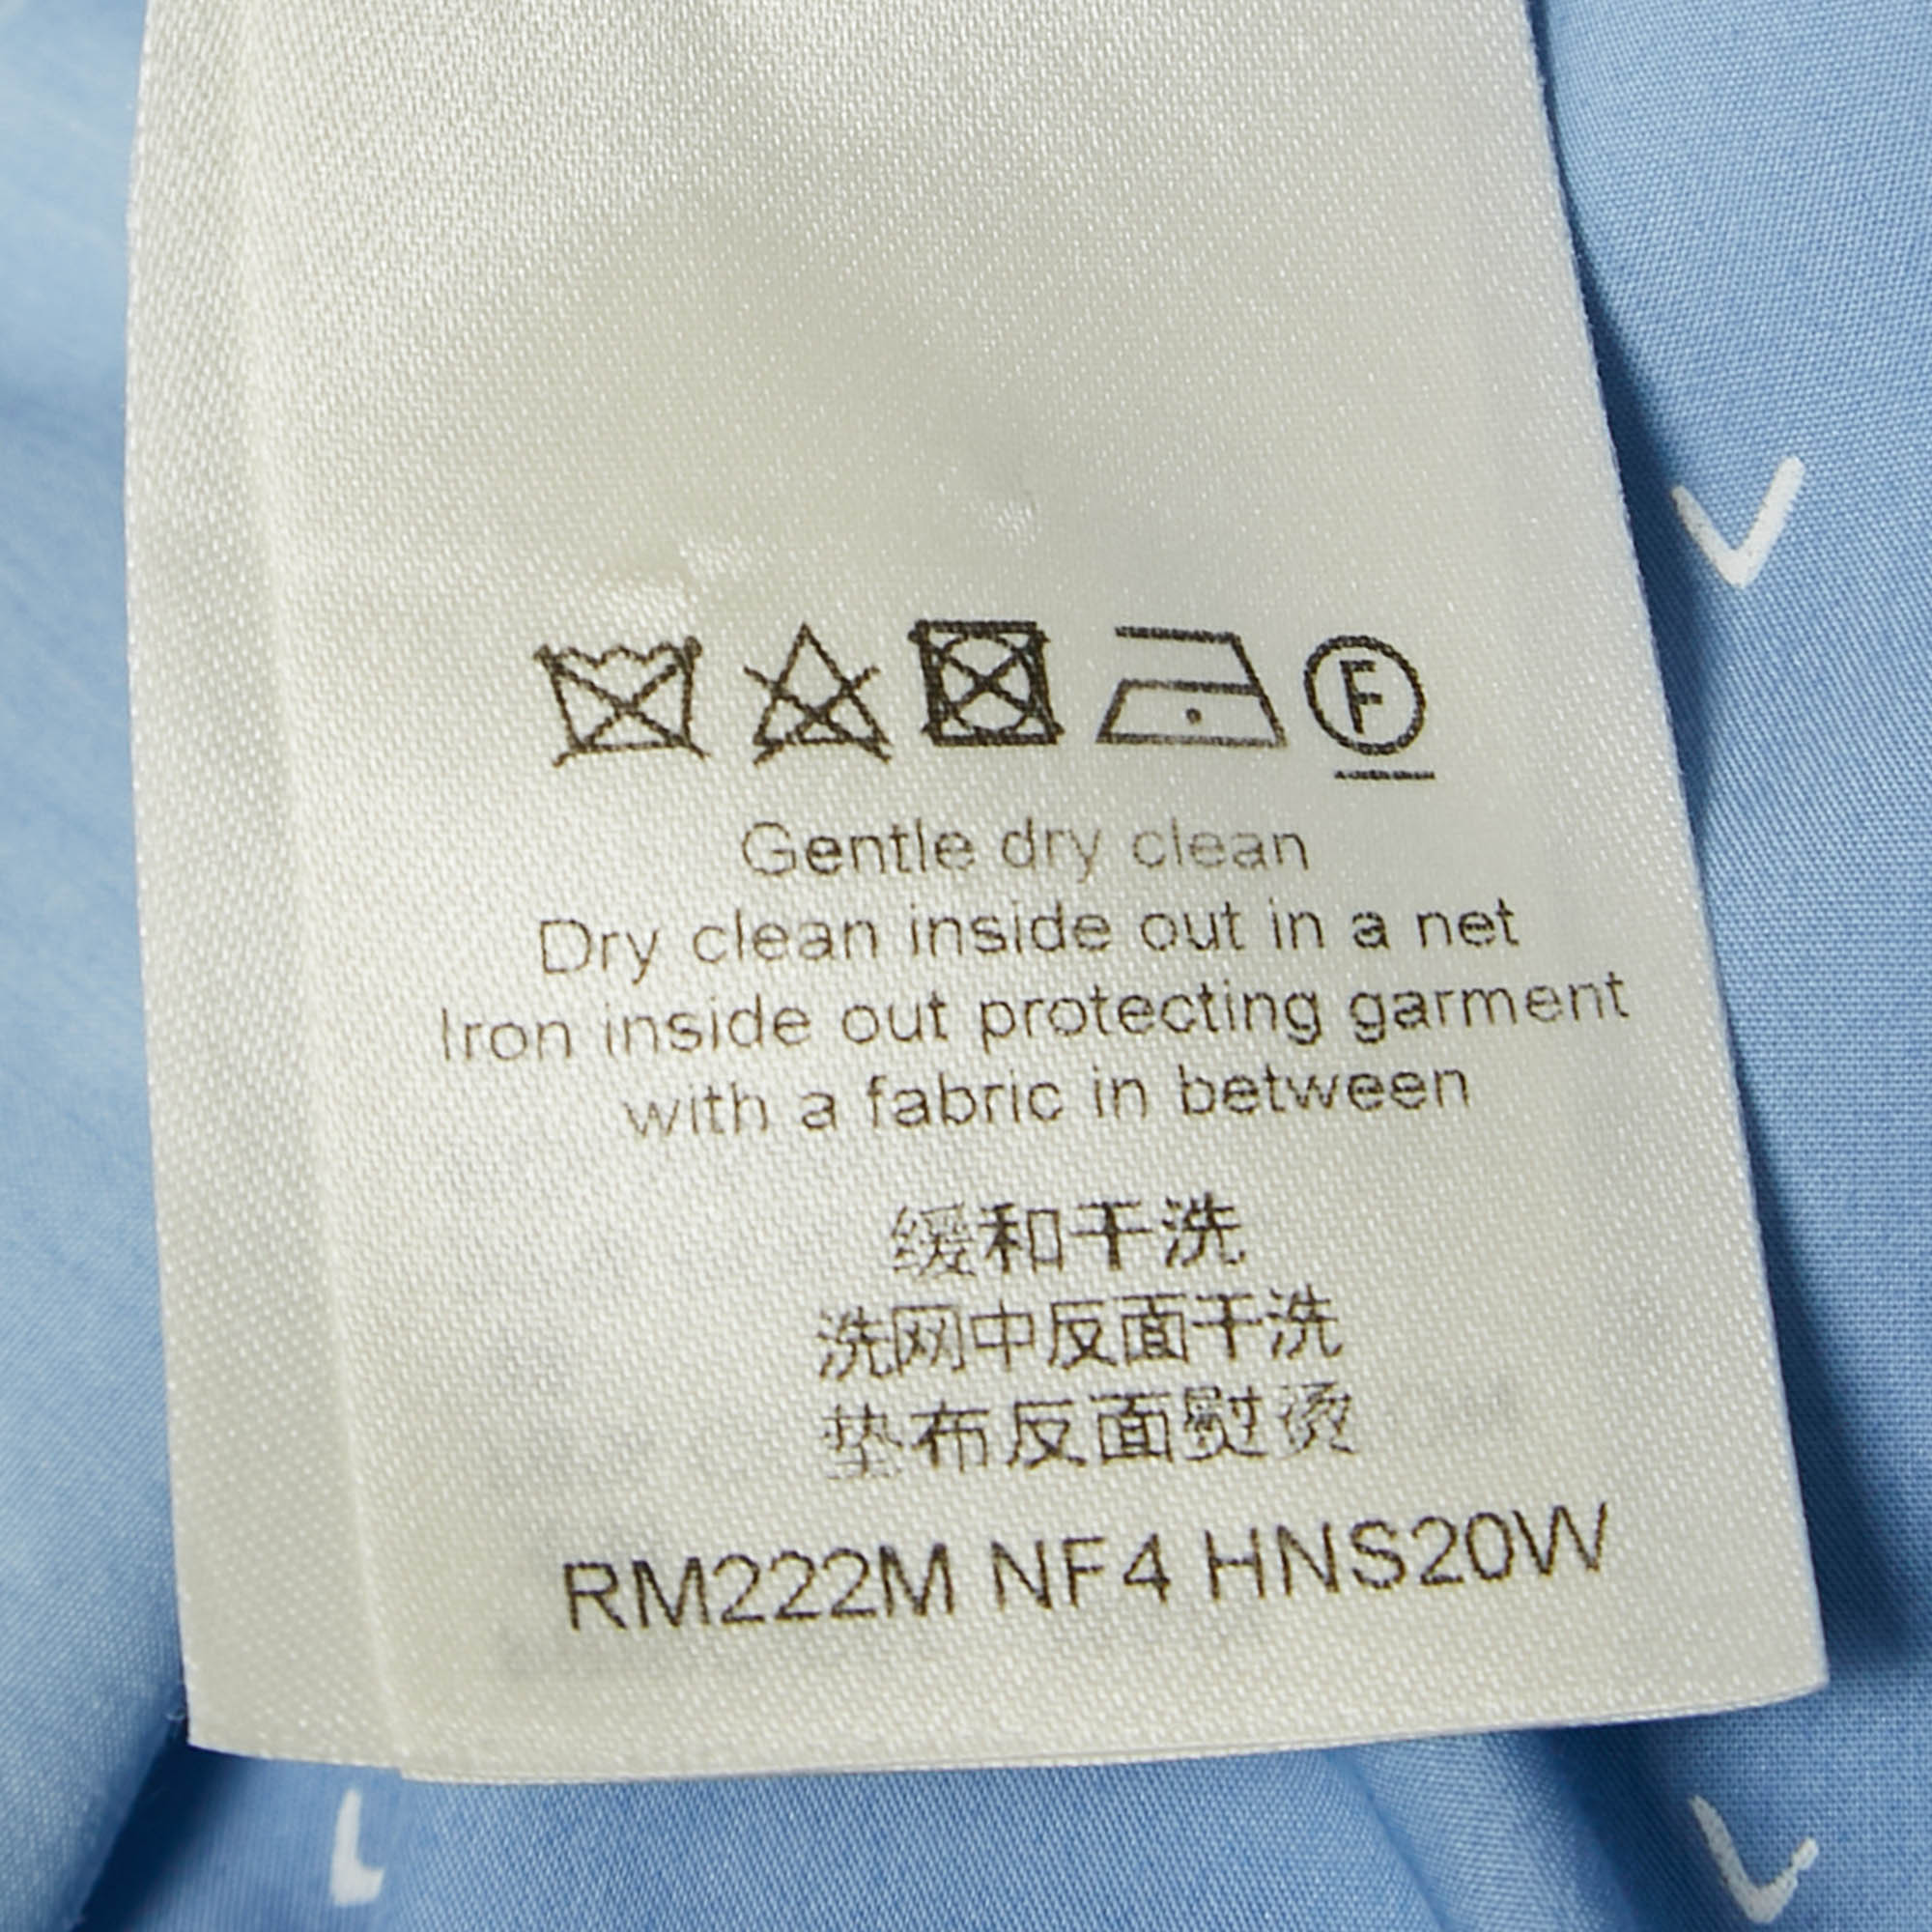 F
Gentle dry clean
Dry clean inside out in a net
Iron inside out protecting garment
with a fabric in between
缓和干洗
洗网中反面干洗
垫布反面熨烫
RM222M NF4 HNS20W